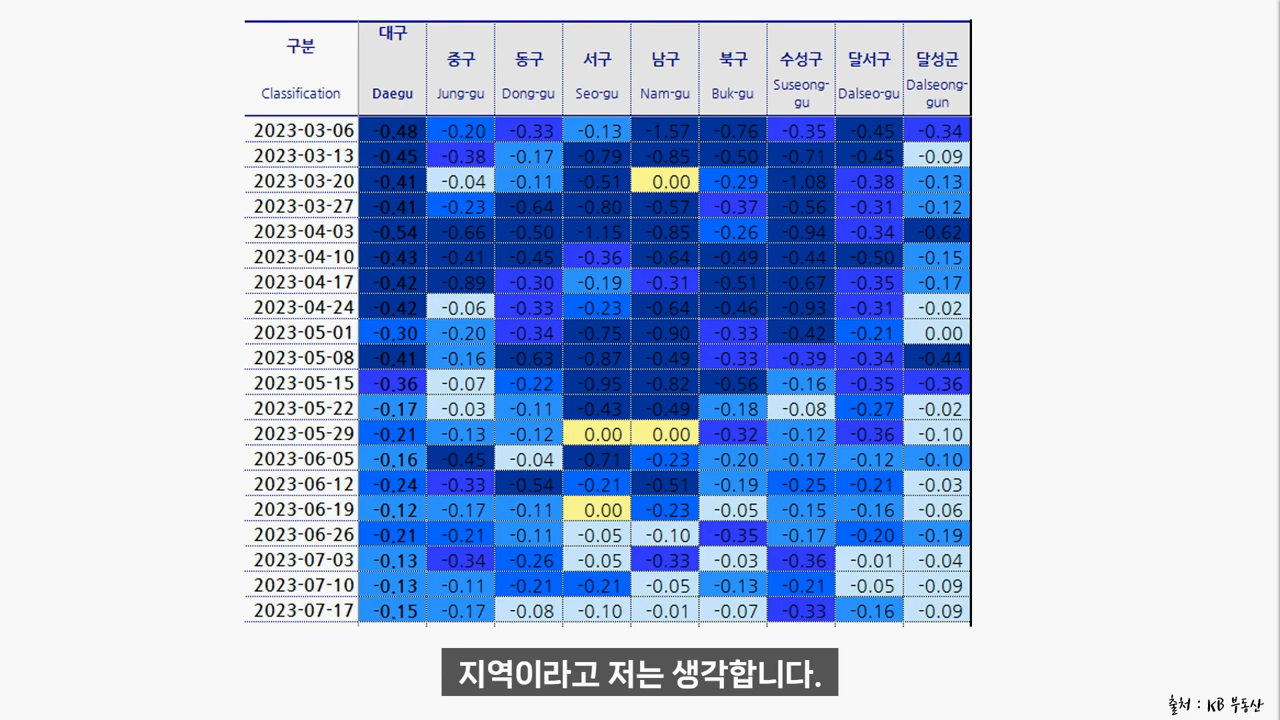 구분 대구 중구 동구 서구 남구 북구 수성구 달서구 달성군
Classification Daegu Jung-gu Dong-gu Seo-gu Nam-gu Buk-gu Suseong-gu Dalseo-gu Dalseong-gun
2023-03-06 -0.48 -0.20 -0.33 -0.13 -1.57 -0.76 -0.35 -0.45 -0.34
2023-03-13 -0.45 -0.38 -0.17 -0.79 -0.85 -0.50 -0.71 -0.45 -0.09
2023-03-20 -0.41 -0.04 -0.11 -0.51 0.00 -0.29 -1.08 -0.38 -0.13
2023-03-27 -0.41 -0.23 -0.64 -0.80 -0.57 -0.37 -0.56 -0.31 -0.12
2023-04-03 -0.54 -0.66 -0.50 -1.15 -0.85 -0.26 -0.94 -0.34 -0.62
2023-04-10 -0.43 -0.41 -0.45 -0.36 -0.64 -0.49 -0.44 -0.50 -0.15
2023-04-17 -0.42 -0.89 -0.30 -0.19 -0.31 -0.51 -0.67 -0.35 -0.17
2023-04-24 -0.42 -0.06 -0.33 -0.23 -0.64 -0.46 -0.93 -0.31 -0.02
2023-05-01 -0.30 -0.20 -0.34 -0.75 -0.90 -0.33 -0.42 -0.21 0.00
2023-05-08 -0.41 -0.16 -0.63 -0.87 -0.49 -0.33 -0.39 -0.34 -0.44
2023-05-15 -0.36 -0.07 -0.22 -0.95 -0.82 -0.56 -0.16 -0.35 -0.36
2023-05-22 -0.17 -0.03 -0.11 -0.43 -0.49 -0.18 -0.08 -0.27 -0.02
2023-05-29 -0.21 -0.13 -0.12 0.00 0.00 -0.32 -0.12 -0.36 -0.10
2023-06-05 -0.16 -0.45 -0.04 -0.71 -0.23 -0.20 -0.17 -0.12 -0.10
2023-06-12 -0.24 -0.33 -0.54 -0.21 -0.51 -0.19 -0.25 -0.21 -0.03
2023-06-19 -0.12 -0.17 -0.11 0.00 -0.23 -0.05 -0.15 -0.16 -0.06
2023-06-26 -0.21 -0.21 -0.11 -0.05 -0.10 -0.35 -0.17 -0.20 -0.19
2023-07-03 -0.13 -0.34 -0.26 -0.05 -0.33 -0.03 -0.36 -0.01 -0.04
2023-07-10 -0.13 -0.11 -0.21 -0.21 -0.05 -0.13 -0.21 -0.05 -0.09
2023-07-17 -0.15 -0.17 -0.08 -0.10 -0.01 -0.07 -0.33 -0.16 -0.09
지역이라고 저는 생각합니다.
출처 : KB 부동산